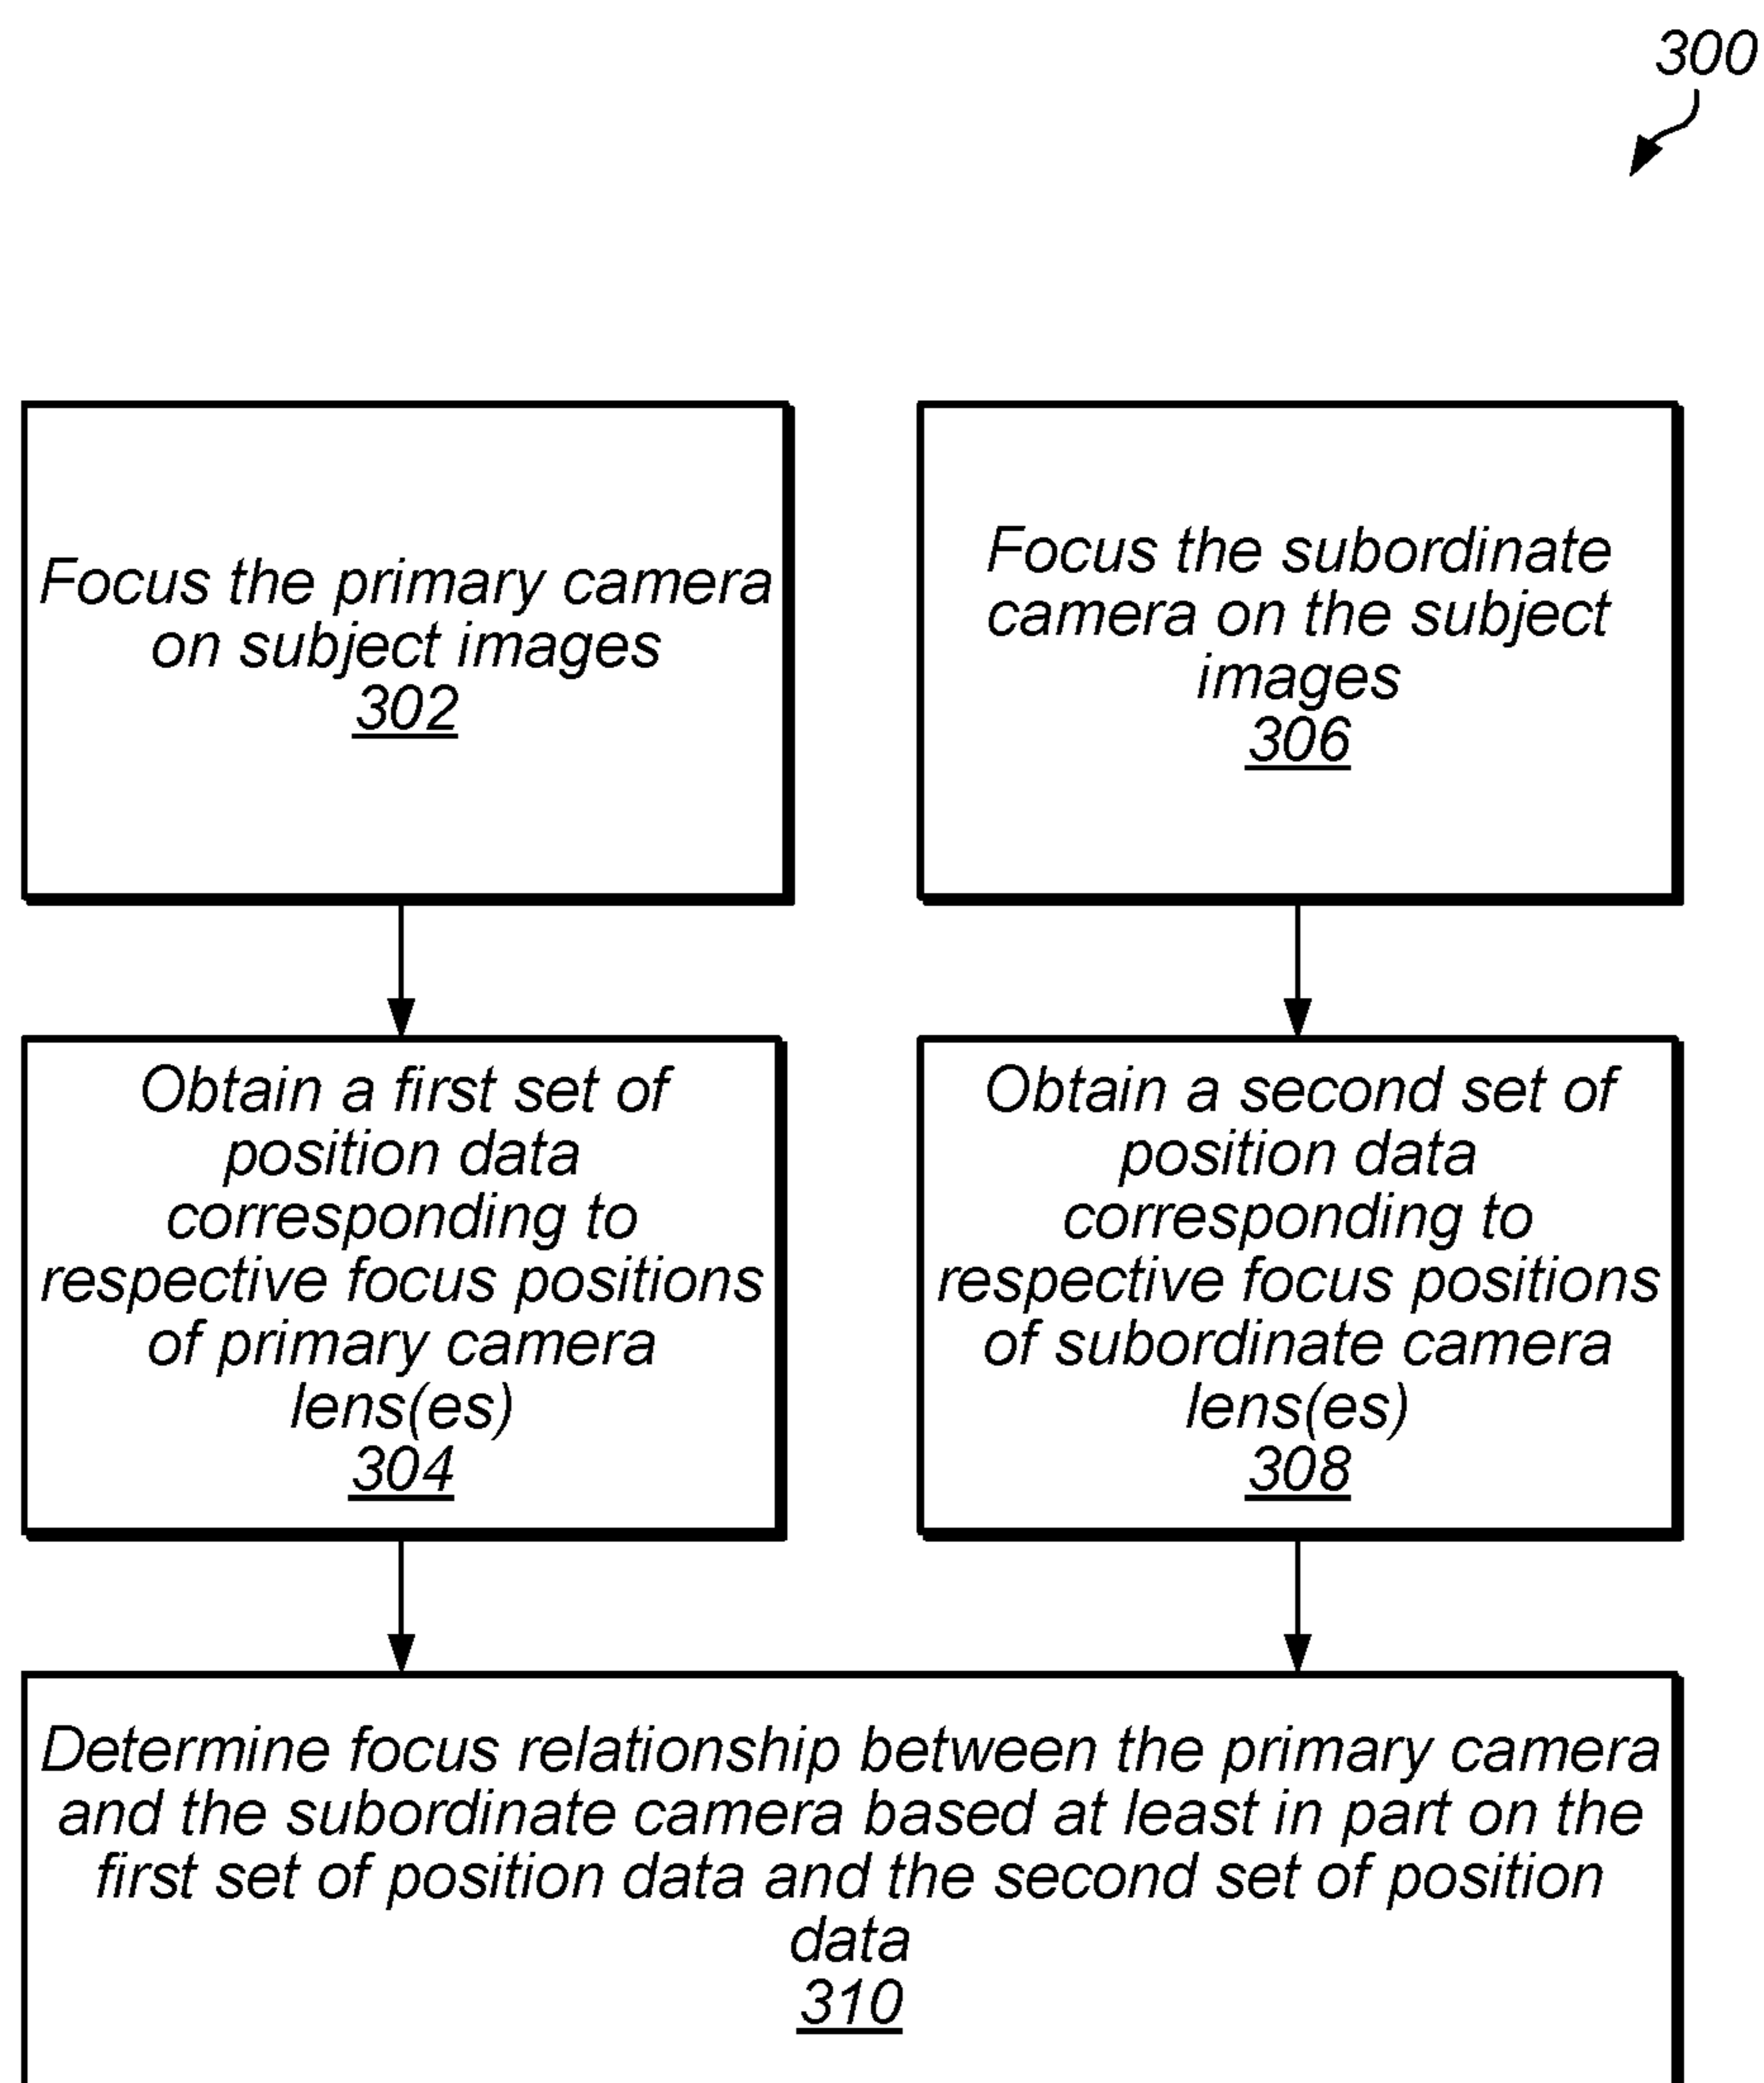 300
Focus the primary camera
on subject images
302
Focus the subordinate
camera on the subject
images
306
Obtain a first set of
position data
corresponding to
respective focus positions
of primary camera
lens(es)
304
Obtain a second set of
position data
corresponding to
respective focus positions
of subordinate camera
lens(es)
308
Determine focus relationship between the primary camera
and the subordinate camera based at least in part on the
first set of position data and the second set of position
data
310